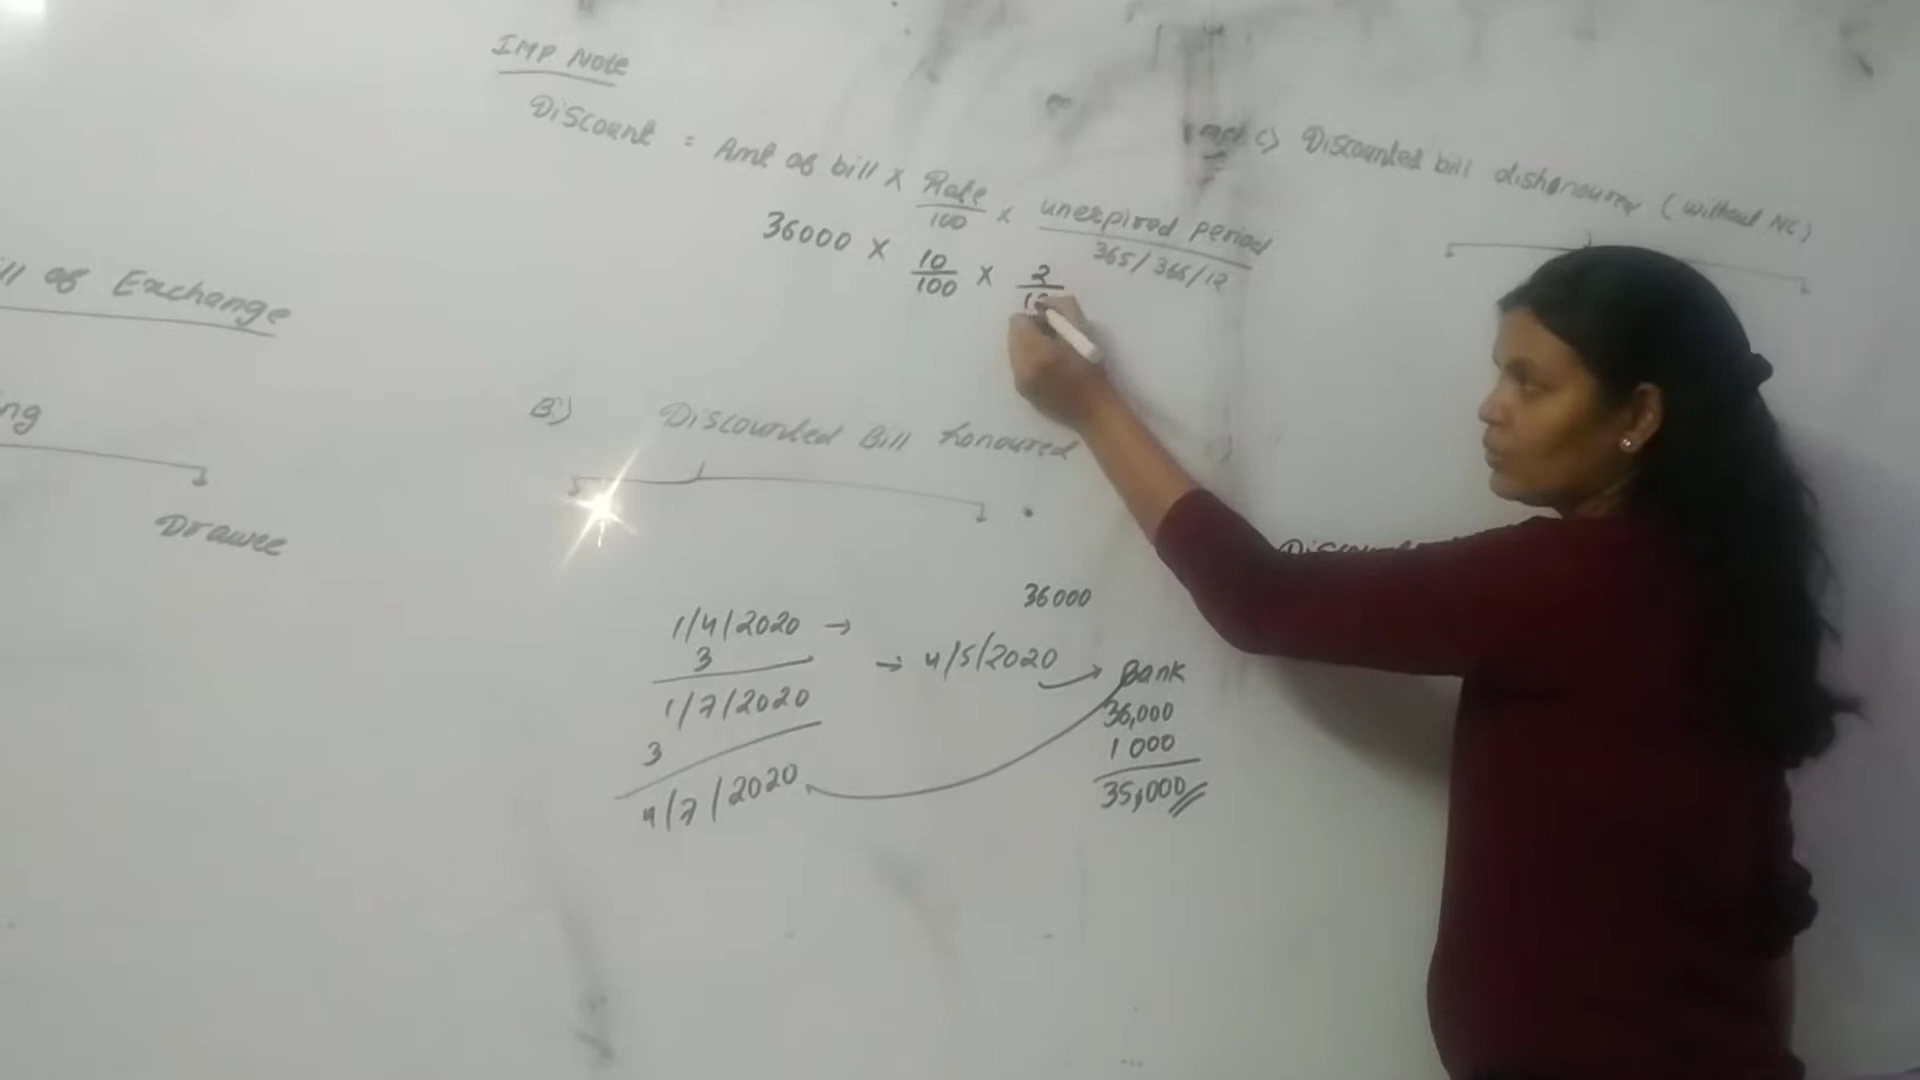 IMP Note
Discount = Amt of bill × Rate/100 × unexpired period / 365/366/12
36000 × 10/100 × 2/12
C) Discounted bill dishonoured (without NC)
of Exchange
ng
Drawee
B) Discounted Bill honoured
36000
1/4/2020 →
3
→ 4/5/2020 → Bank
1/7/2020
36,000
3
1 000
4/7/2020
35,000